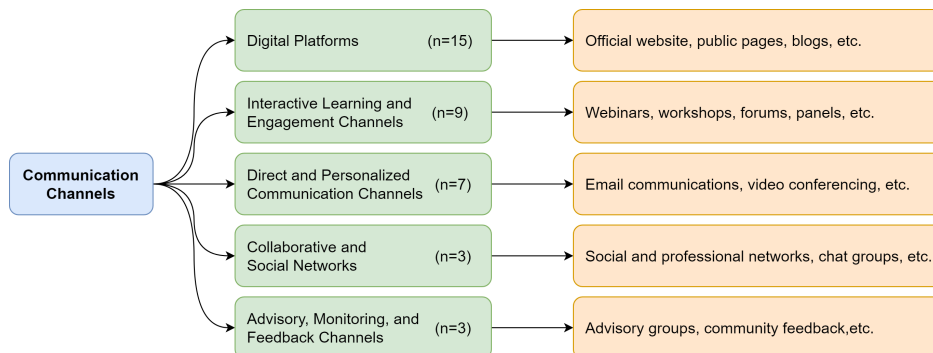 Communication
Channels
Digital Platforms (n=15)
Official website, public pages, blogs, etc.
Interactive Learning and
Engagement Channels (n=9)
Webinars, workshops, forums, panels, etc.
Direct and Personalized
Communication Channels (n=7)
Email communications, video conferencing, etc.
Collaborative and
Social Networks (n=3)
Social and professional networks, chat groups, etc.
Advisory, Monitoring, and
Feedback Channels (n=3)
Advisory groups, community feedback,etc.